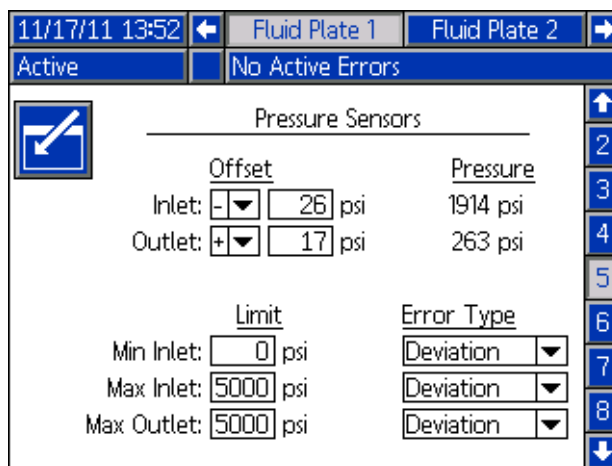 11/17/11 13:52 Fluid Plate 1 Fluid Plate 2
Active No Active Errors
Pressure Sensors
Offset Pressure
Inlet: - 26 psi 1914 psi
Outlet: + 17 psi 263 psi
Limit Error Type
Min Inlet: 0 psi Deviation
Max Inlet: 5000 psi Deviation
Max Outlet: 5000 psi Deviation
2
3
4
5
6
7
8